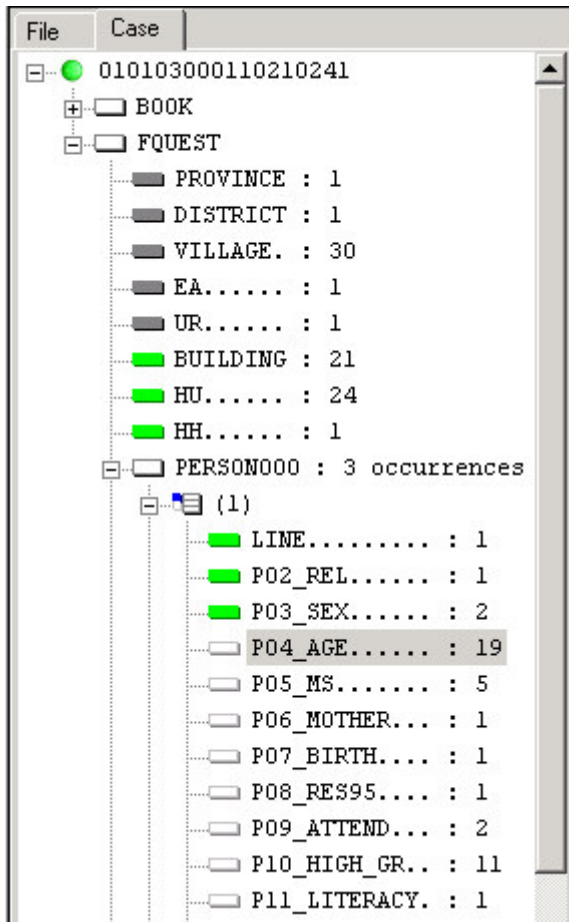 File Case
010103000110210241
BOOK
FQUEST
PROVINCE : 1
DISTRICT : 1
VILLAGE. : 30
EA...... : 1
UR...... : 1
BUILDING : 21
HU...... : 24
HH...... : 1
PERSON000 : 3 occurrences
(1)
LINE......... : 1
P02_REL...... : 1
P03_SEX...... : 2
P04_AGE...... : 19
P05_MS....... : 5
P06_MOTHER... : 1
P07_BIRTH.... : 1
P08_RES95.... : 1
P09_ATTEND... : 2
P10_HIGH_GR.. : 11
P11_LITERACY. : 1